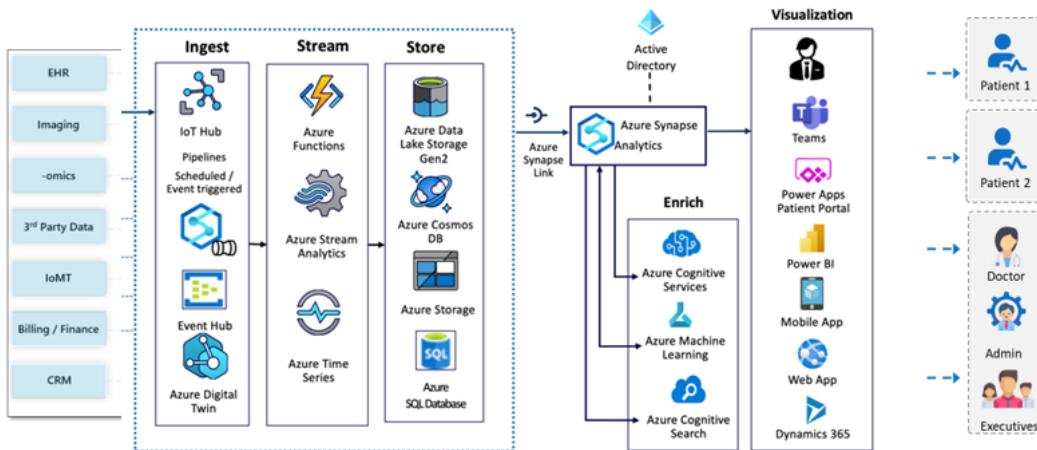 EHR
Imaging
-omics
3rd Party Data
IoMT
Billing / Finance
CRM
Ingest
IoT Hub
Pipelines
Scheduled /
Event triggered
Event Hub
Azure Digital
Twin
Stream
Azure
Functions
Azure Stream
Analytics
Azure Time
Series
Store
Azure Data
Lake Storage
Gen2
Azure Cosmos
DB
Azure Storage
SQL
Azure
SQL Database
Azure
Synapse
Link
Active
Directory
Azure Synapse
Analytics
Enrich
Azure Cognitive
Services
Azure Machine
Learning
Azure Cognitive
Search
Visualization
Teams
Power Apps
Patient Portal
Power BI
Mobile App
Web App
Dynamics 365
Patient 1
Patient 2
Doctor
Admin
Executives